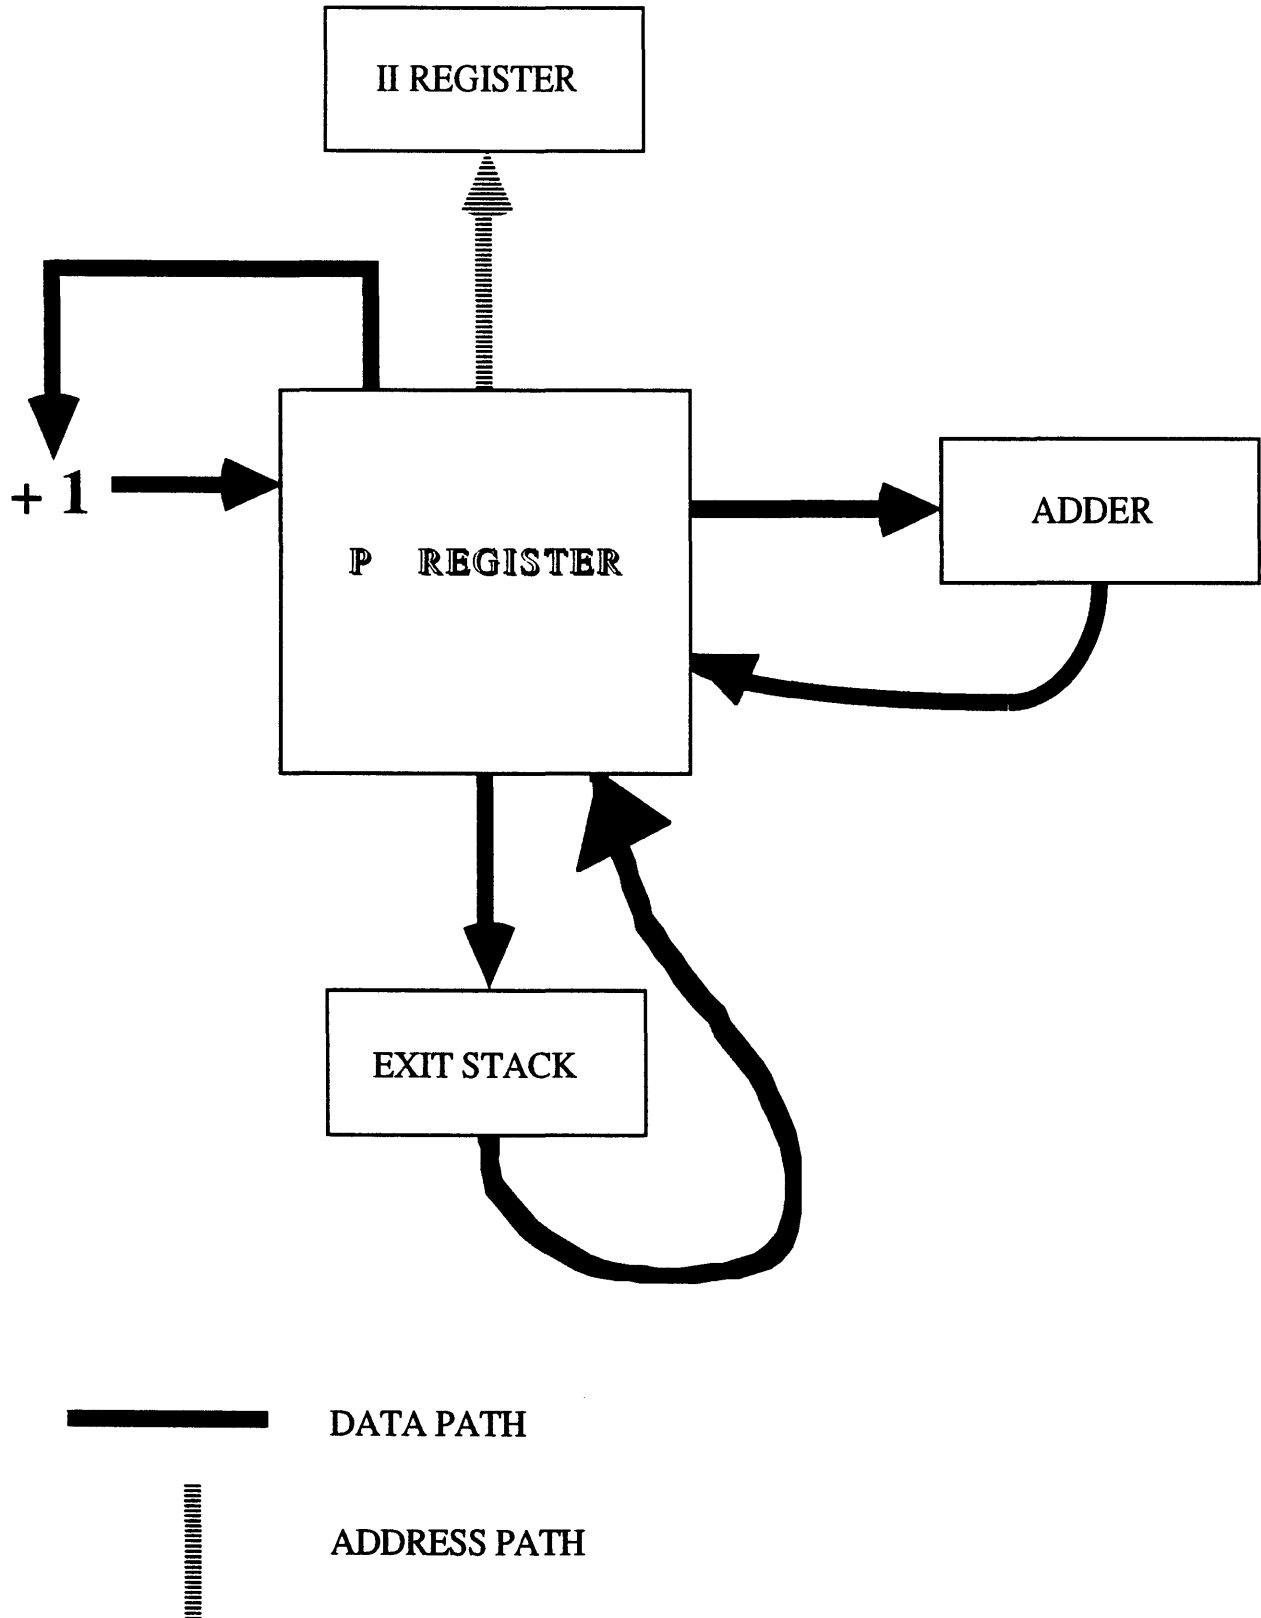 II REGISTER
+ 1
P REGISTER
ADDER
EXIT STACK
DATA PATH
ADDRESS PATH